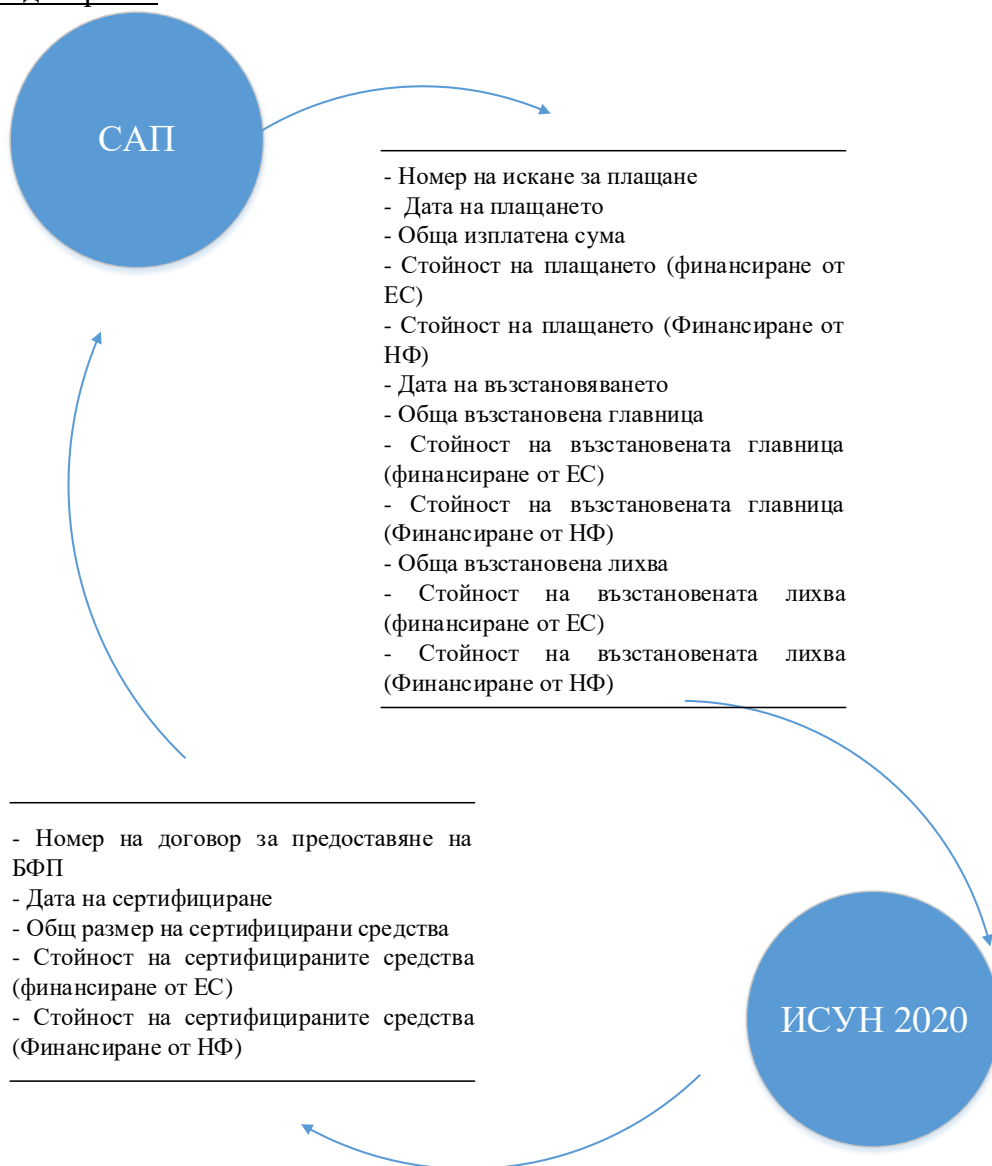 САП
- Номер на искане за плащане
- Дата на плащането
- Обща изплатена сума
- Стойност на плащането (финансиране от
ЕС)
- Стойност на плащането (Финансиране от
НФ)
- Дата на възстановяването
- Обща възстановена главница
- Стойност на възстановената главница
(финансиране от ЕС)
- Стойност на възстановената главница
(Финансиране от НФ)
- Обща възстановена лихва
- Стойност на възстановената лихва
(финансиране от ЕС)
- Стойност на възстановената лихва
(Финансиране от НФ)
- Номер на договор за предоставяне на
БФП
- Дата на сертифициране
- Общ размер на сертифицирани средства
- Стойност на сертифицираните средства
(финансиране от ЕС)
- Стойност на сертифицираните средства
(Финансиране от НФ)
ИСУН 2020